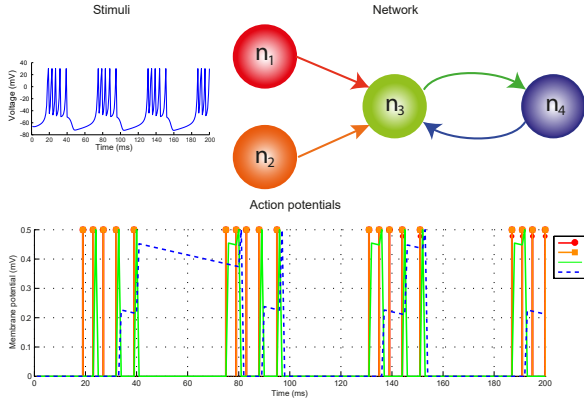 Stimuli
Network
Voltage (mV)
40
20
0
-20
-40
-60
-80
0 20 40 60 80 100 120 140 160 180 200
Time (ms)
n1
n2
n3
n4
Action potentials
Membrane potential (mV)
0.5
0.4
0.3
0.2
0.1
0
0 20 40 60 80 100 120 140 160 180 200
Time (ms)